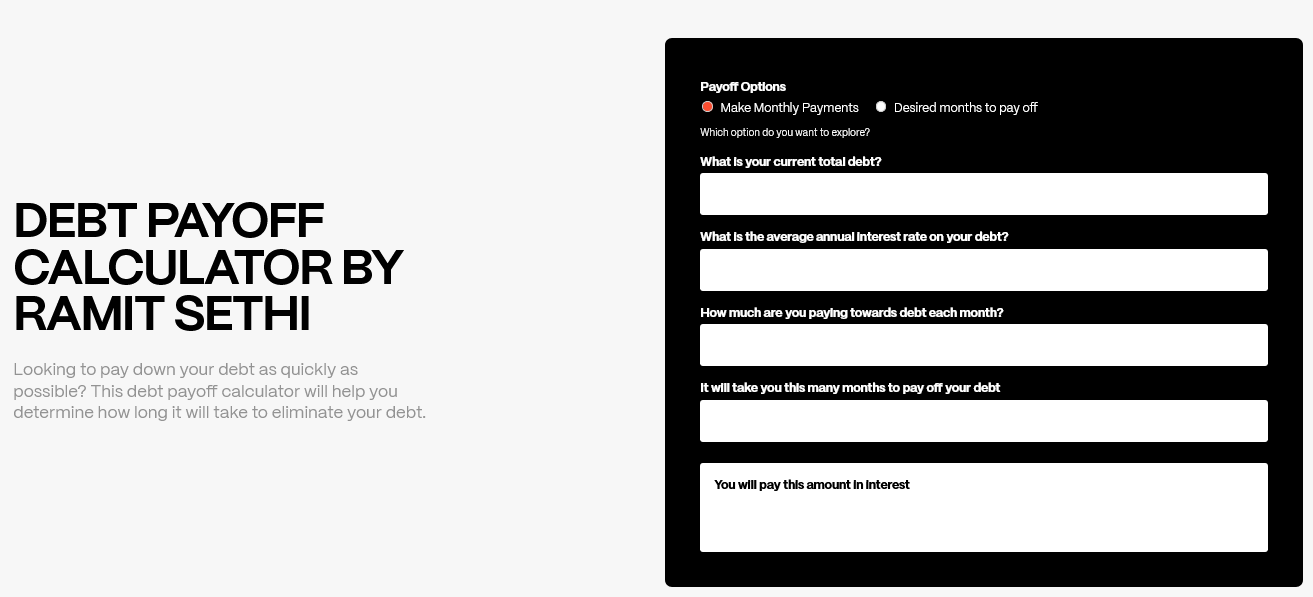 DEBT PAYOFF
CALCULATOR BY
RAMIT SETHI
Looking to pay down your debt as quickly as
possible? This debt payoff calculator will help you
determine how long it will take to eliminate your debt.
Payoff Options
Make Monthly Payments
Desired months to pay off
Which option do you want to explore?
What is your current total debt?
What is the average annual interest rate on your debt?
How much are you paying towards debt each month?
It will take you this many months to pay off your debt
You will pay this amount in interest